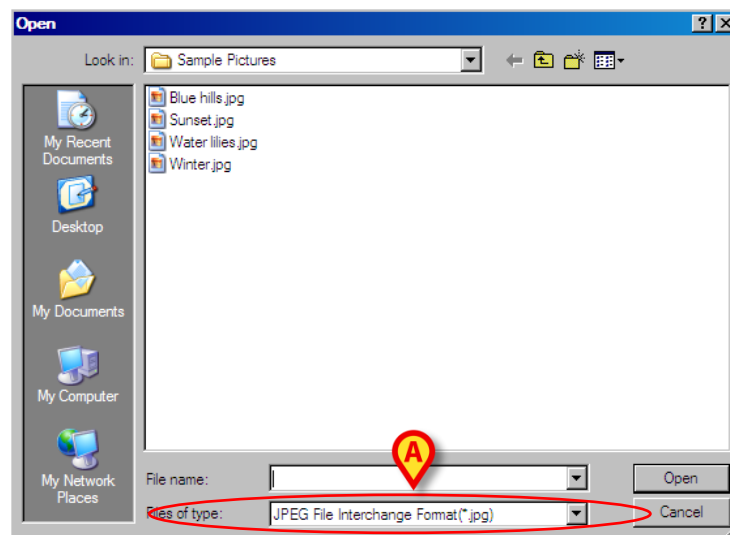 Open
Look in: Sample Pictures
Blue hills.jpg
Sunset.jpg
Water lilies.jpg
Winter.jpg
My Recent
Documents
Desktop
My Documents
My Computer
My Network
Places
A
File name: Open
Files of type: JPEG File Interchange Format(*.jpg) Cancel